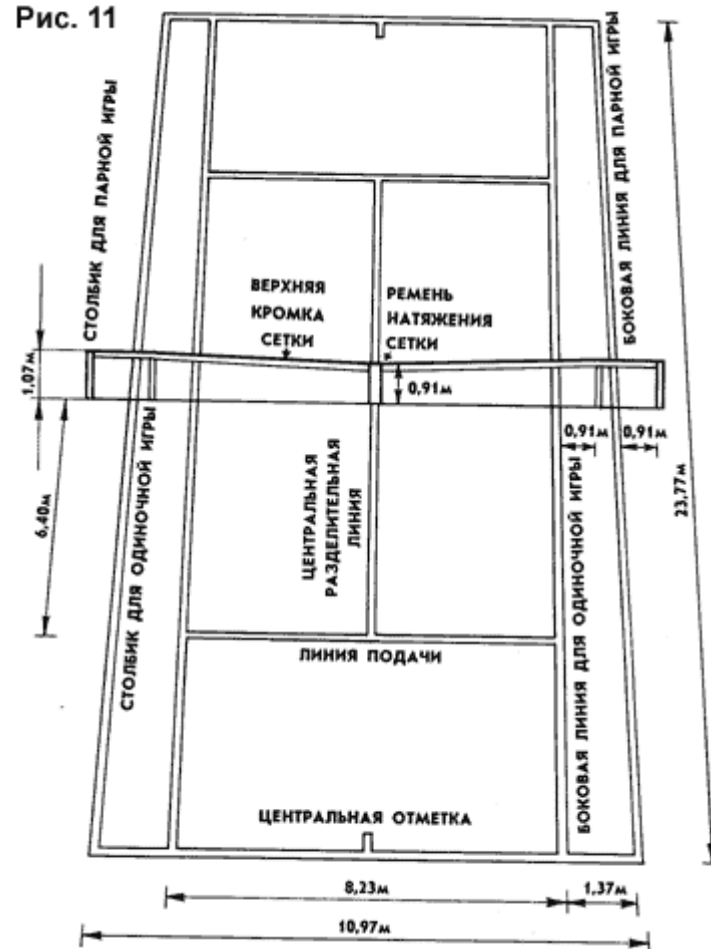 Рис. 11
СТОЛБИК ДЛЯ ПАРНОЙ ИГРЫ
БОКОВАЯ ЛИНИЯ ДЛЯ ПАРНОЙ ИГРЫ
ВЕРХНЯЯ
КРОМКА
СЕТКИ
РЕМЕНЬ
НАТЯЖЕНИЯ
СЕТКИ
1,07м
0,91м
0,91м
0,91м
6,40м
23,77м
СТОЛБИК ДЛЯ ОДИНОЧНОЙ ИГРЫ
ЦЕНТРАЛЬНАЯ
РАЗДЕЛИТЕЛЬНАЯ
ЛИНИЯ
БОКОВАЯ ЛИНИЯ ДЛЯ ОДИНОЧНОЙ ИГРЫ
ЛИНИЯ ПОДАЧИ
ЦЕНТРАЛЬНАЯ ОТМЕТКА
8,23м
1,37м
10,97м